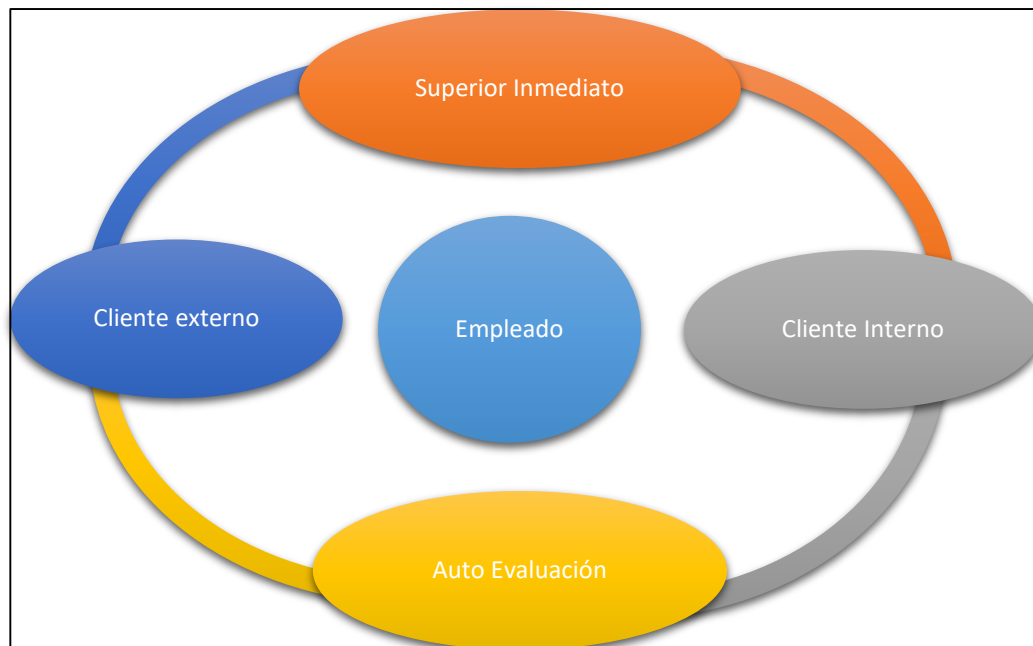 Superior Inmediato
Cliente externo
Empleado
Cliente Interno
Auto Evaluación